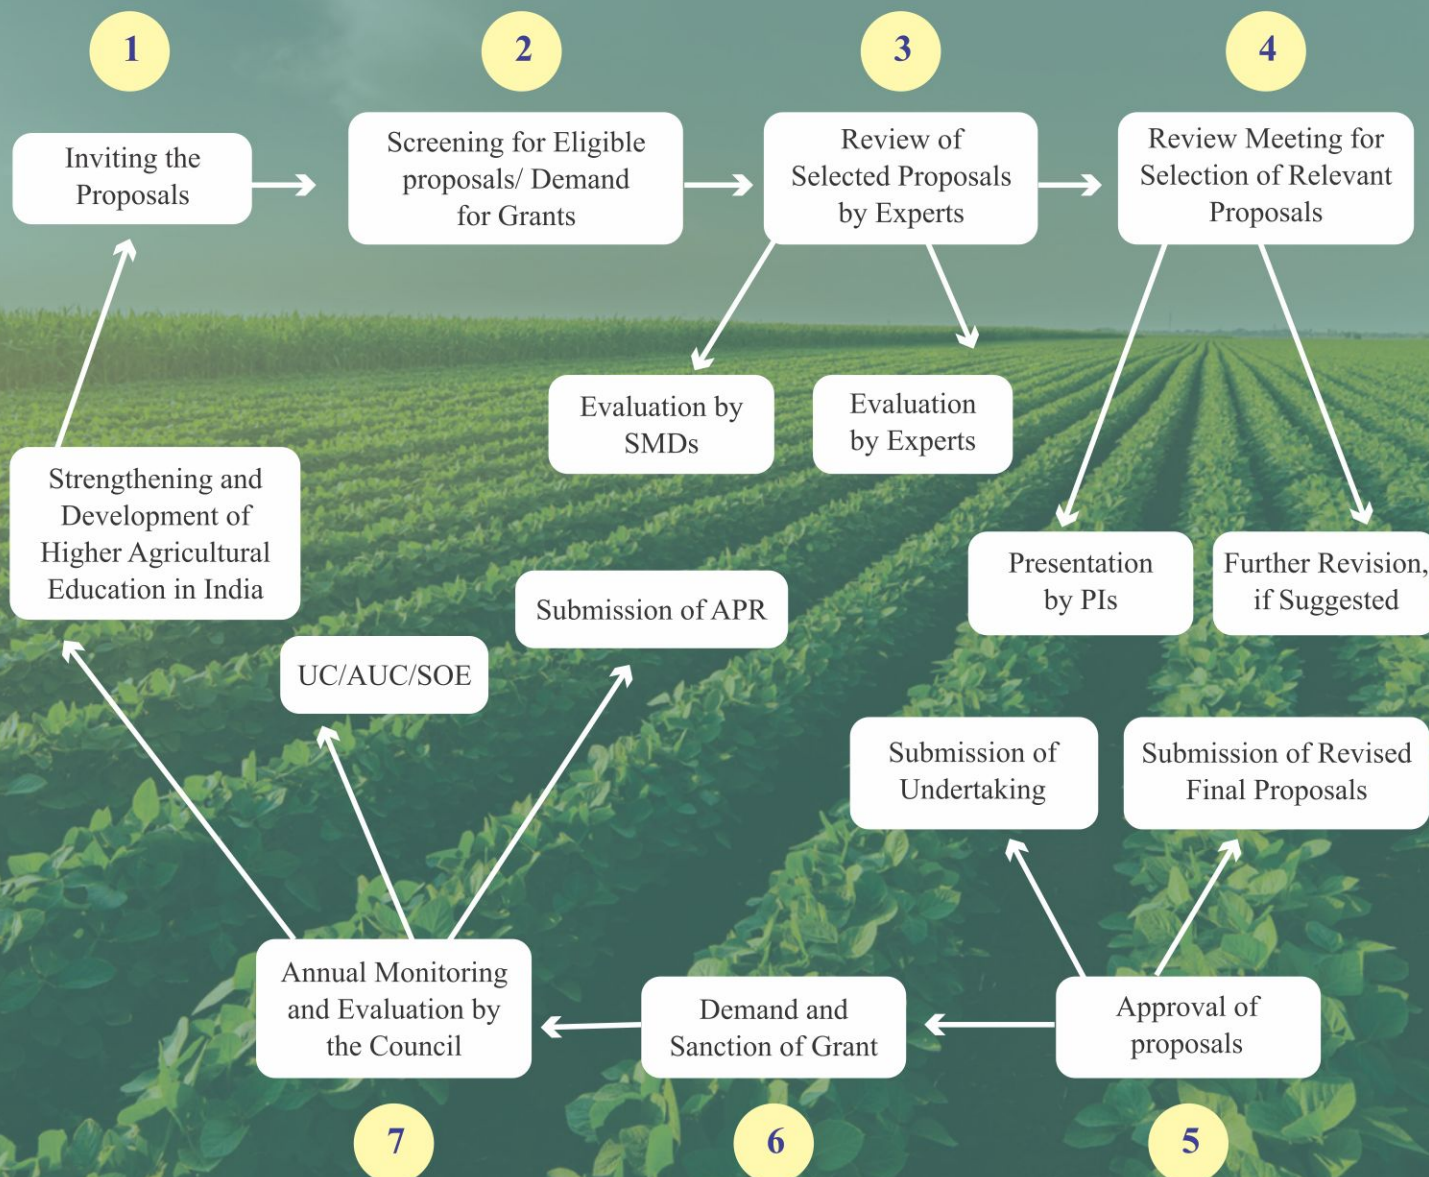 1
2
3
4
Inviting the
Proposals
Screening for Eligible
proposals/ Demand
for Grants
Review of
Selected Proposals
by Experts
Review Meeting for
Selection of Relevant
Proposals
Evaluation by
SMDs
Evaluation
by Experts
Strengthening and
Development of
Higher Agricultural
Education in India
Presentation
by PIs
Further Revision,
if Suggested
Submission of APR
UC/AUC/SOE
Submission of
Undertaking
Submission of Revised
Final Proposals
Annual Monitoring
and Evaluation by
the Council
Demand and
Sanction of Grant
Approval of
proposals
7
6
5